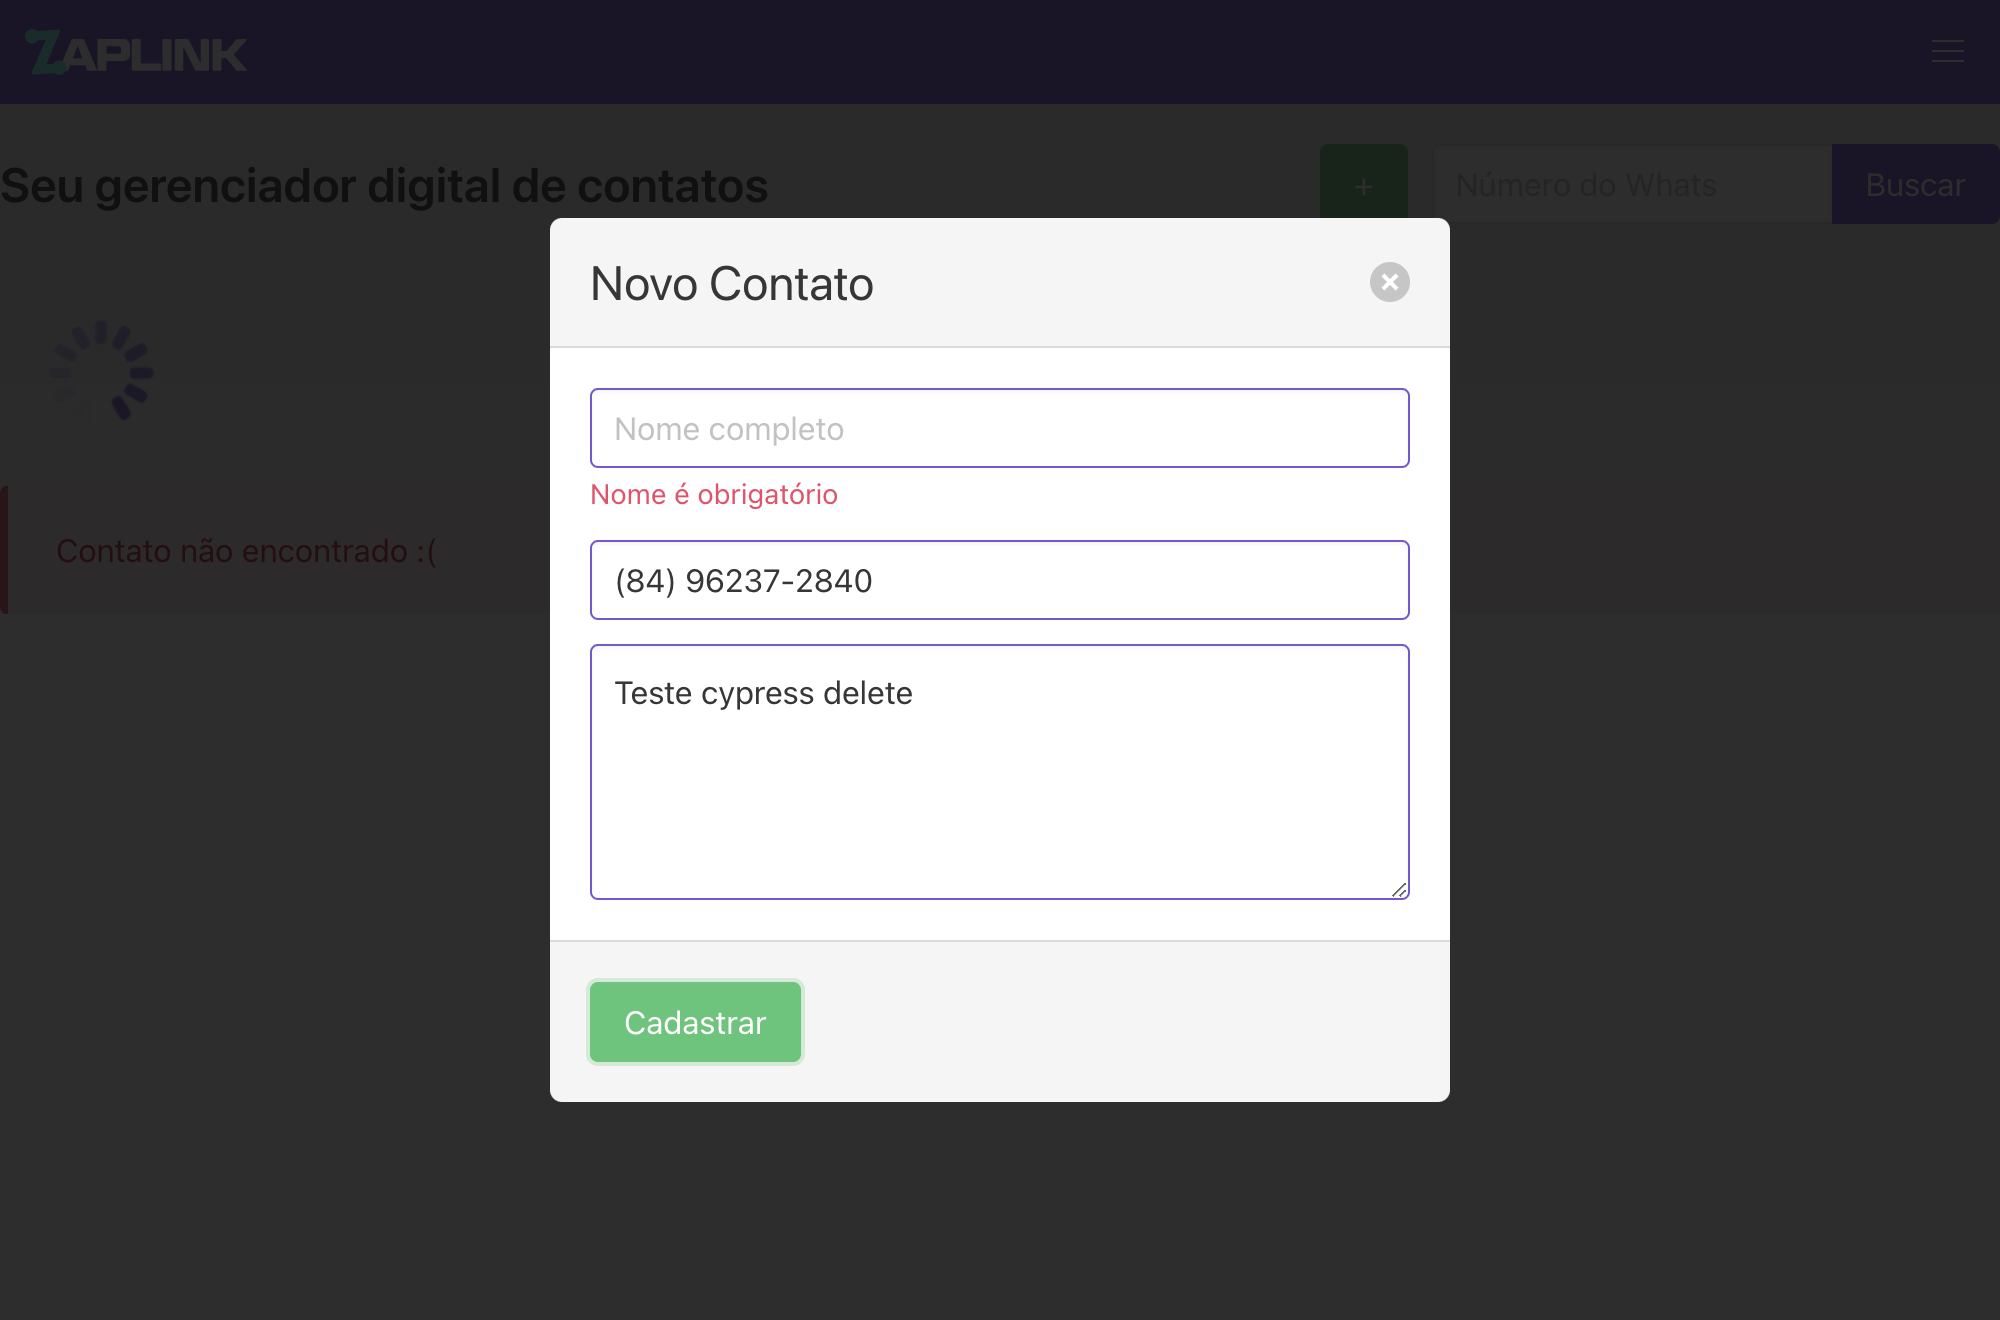 ZAPLINK
Seu gerenciador digital de contatos
+
Número do Whats
Buscar
Contato não encontrado :(
Novo Contato
Nome completo
Nome é obrigatório
(84) 96237-2840
Teste cypress delete
Cadastrar